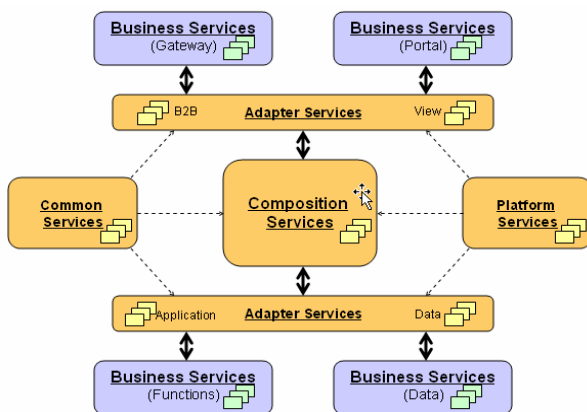 Business Services
(Gateway)
Business Services
(Portal)
B2B
Adapter Services
View
Common
Services
Composition
Services
Platform
Services
Application
Adapter Services
Data
Business Services
(Functions)
Business Services
(Data)